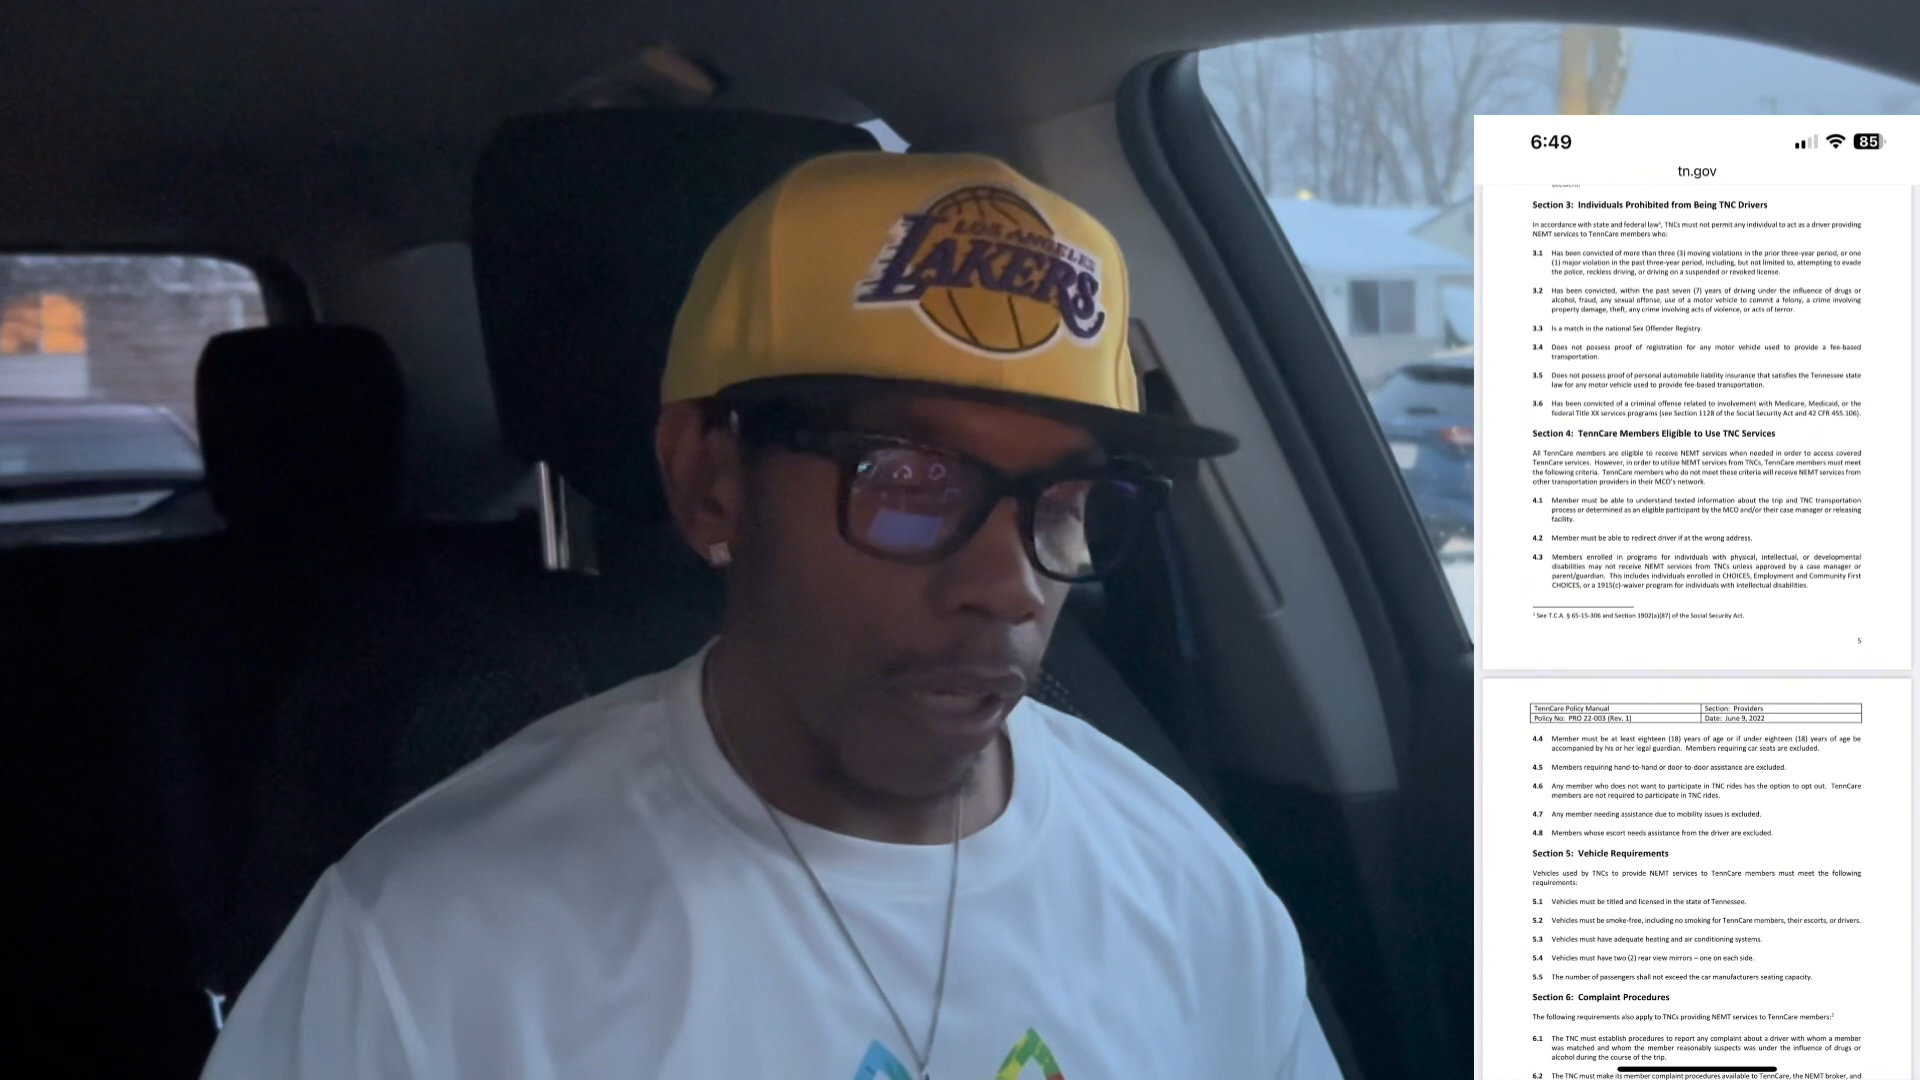 LOS ANGELES
LAKERS
6:49
85
tn.gov
Section 3: Individuals Prohibited from Being TNC Drivers
In accordance with state and federal law¹, TNCs must not permit any individual to act as a driver providing
NEMT services to TennCare members who:
3.1 Has been convicted of more than three (3) moving violations in the prior three-year period, or one
(1) major violation in the past three-year period, including, but not limited to, attempting to evade
the police, reckless driving, or driving on a suspended or revoked license.
3.2 Has been convicted, within the past seven (7) years of driving under the influence of drugs or
alcohol, fraud, any sexual offense, use of a motor vehicle to commit a felony, a crime involving
property damage, theft, any crime involving acts of violence, or acts of terror.
3.3 Is a match in the national Sex Offender Registry.
3.4 Does not possess proof of registration for any motor vehicle used to provide a fee-based
transportation.
3.5 Does not possess proof of personal automobile liability insurance that satisfies the Tennessee state
law for any motor vehicle used to provide fee-based transportation.
3.6 Has been convicted of a criminal offense related to involvement with Medicare, Medicaid, or the
federal Title XX services programs (see Section 1128 of the Social Security Act and 42 CFR 455.106).
Section 4: TennCare Members Eligible to Use TNC Services
All TennCare members are eligible to receive NEMT services when needed in order to access covered
TennCare services. However, in order to utilize NEMT services from TNCs, TennCare members must meet
the following criteria. TennCare members who do not meet these criteria will receive NEMT services from
other transportation providers in their MCO's network.
4.1 Member must be able to understand texted information about the trip and TNC transportation
process or determined as an eligible participant by the MCO and/or their case manager or releasing
facility.
4.2 Member must be able to redirect driver if at the wrong address.
4.3 Members enrolled in programs for individuals with physical, intellectual, or developmental
disabilities may not receive NEMT services from TNCs unless approved by a case manager or
parent/guardian. This includes individuals enrolled in CHOICES, Employment and Community First
CHOICES, or a 1915(c)-waiver program for individuals with intellectual disabilities.
¹ See T.C.A. § 65-15-306 and Section 1902(a)(87) of the Social Security Act.
5
TennCare Policy Manual Section: Providers
Policy No: PRO 22-003 (Rev. 1) Date: June 9, 2022
4.4 Member must be at least eighteen (18) years of age or if under eighteen (18) years of age be
accompanied by his or her legal guardian. Members requiring car seats are excluded.
4.5 Members requiring hand-to-hand or door-to-door assistance are excluded.
4.6 Any member who does not want to participate in TNC rides has the option to opt out. TennCare
members are not required to participate in TNC rides.
4.7 Any member needing assistance due to mobility issues is excluded.
4.8 Members whose escort needs assistance from the driver are excluded.
Section 5: Vehicle Requirements
Vehicles used by TNCs to provide NEMT services to TennCare members must meet the following
requirements:
5.1 Vehicles must be titled and licensed in the state of Tennessee.
5.2 Vehicles must be smoke-free, including no smoking for TennCare members, their escorts, or drivers.
5.3 Vehicles must have adequate heating and air conditioning systems.
5.4 Vehicles must have two (2) rear view mirrors – one on each side.
5.5 The number of passengers shall not exceed the car manufacturers seating capacity.
Section 6: Complaint Procedures
The following requirements also apply to TNCs providing NEMT services to TennCare members:²
6.1 The TNC must establish procedures to report any complaint about a driver with whom a member
was matched and whom the member reasonably suspects was under the influence of drugs or
alcohol during the course of the trip.
6.2 The TNC must make its member complaint procedures available to TennCare, the NEMT broker, and